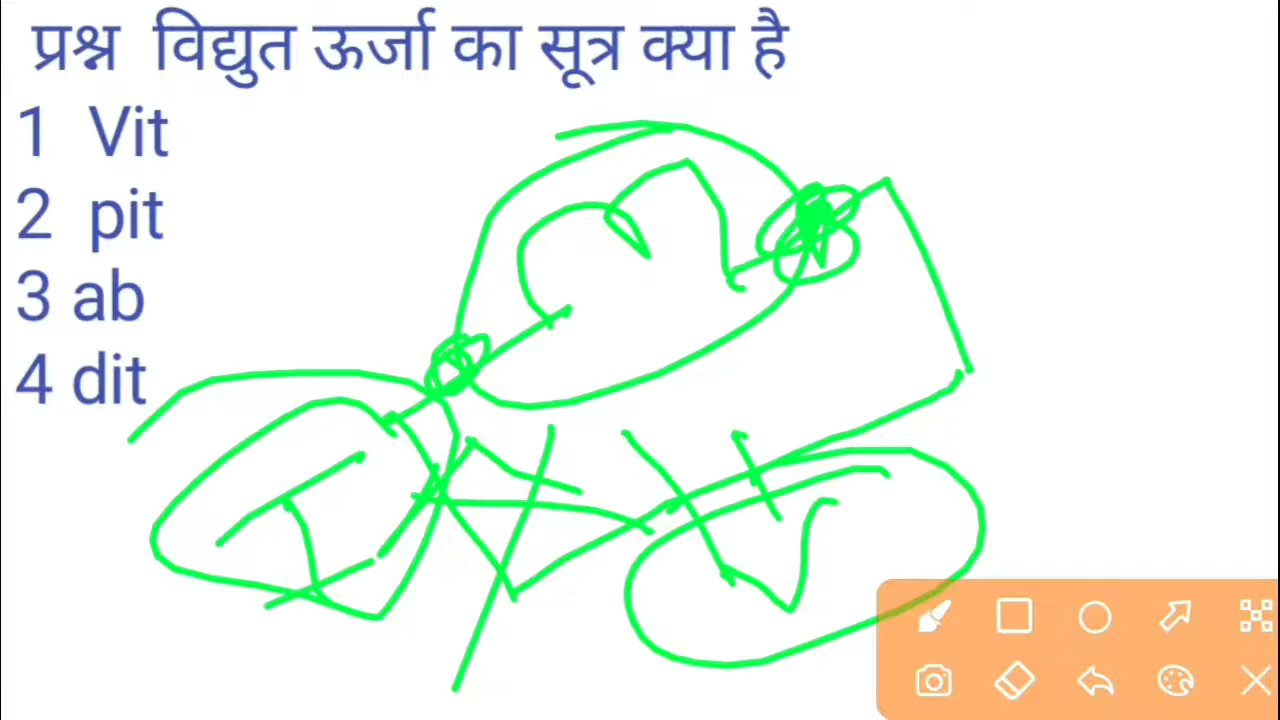 प्रश्न विद्युत ऊर्जा का सूत्र क्या है
1 Vit
2 pit
3 ab
4 dit